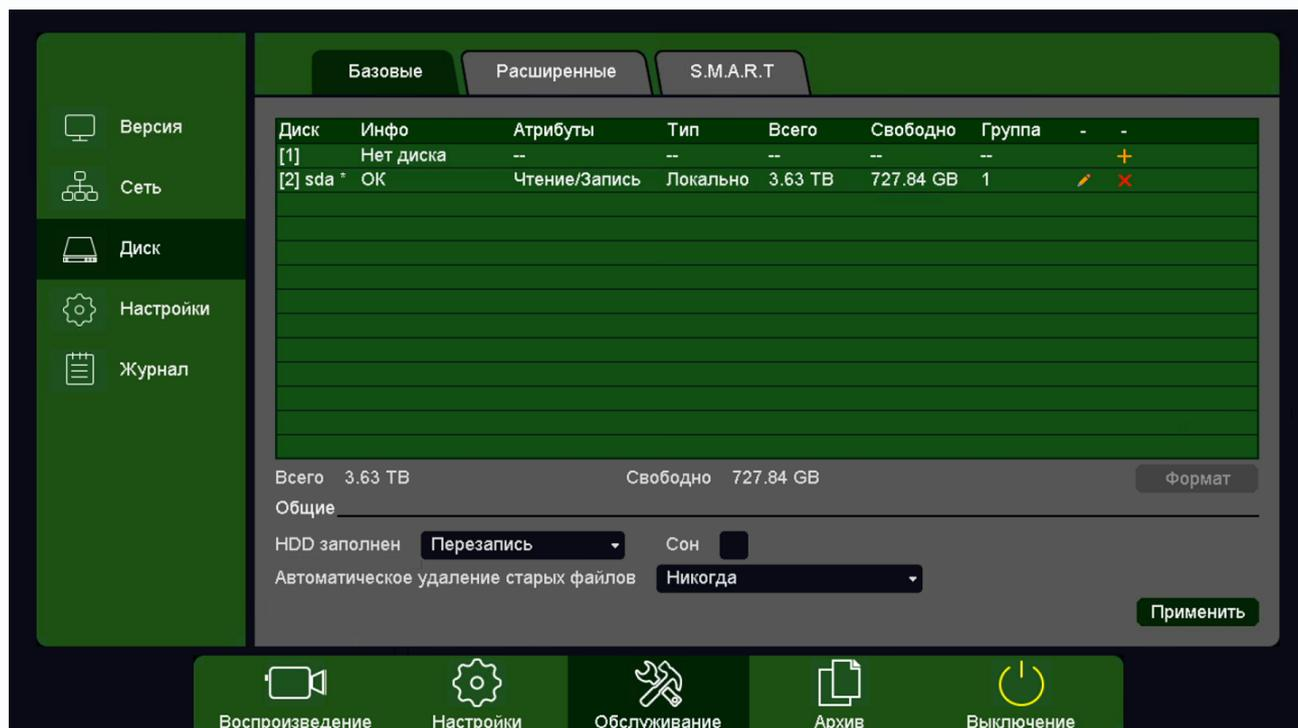 Базовые Расширенные S.M.A.R.T
Версия
Сеть
Диск
Настройки
Журнал
Диск Инфо Атрибуты Тип Всего Свободно Группа - -
[1] Нет диска -- -- -- -- -- +
[2] sda * ОК Чтение/Запись Локально 3.63 TB 727.84 GB 1
Всего 3.63 TB Свободно 727.84 GB Формат
Общие
HDD заполнен Перезапись Сон
Автоматическое удаление старых файлов Никогда
Применить
Воспроизведение Настройки Обслуживание Архив Выключение